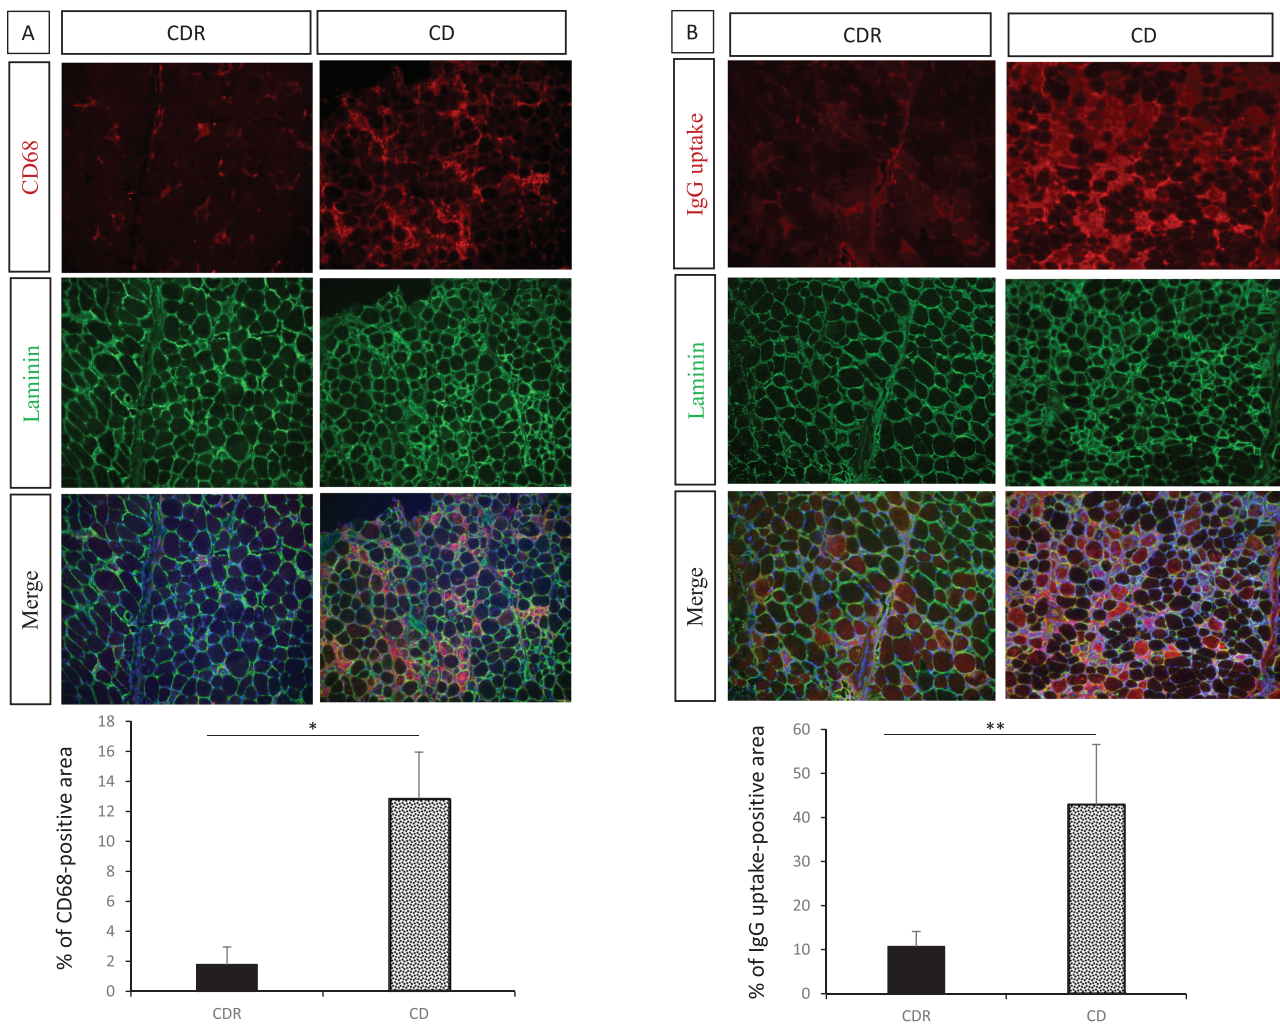 A
CDR
CD
CD68
Laminin
Merge
% of CD68-positive area
18
16
14
12
10
8
6
4
2
0
*
CDR
CD
B
CDR
CD
IgG uptake
Laminin
Merge
% of IgG uptake-positive area
60
50
40
30
20
10
0
**
CDR
CD